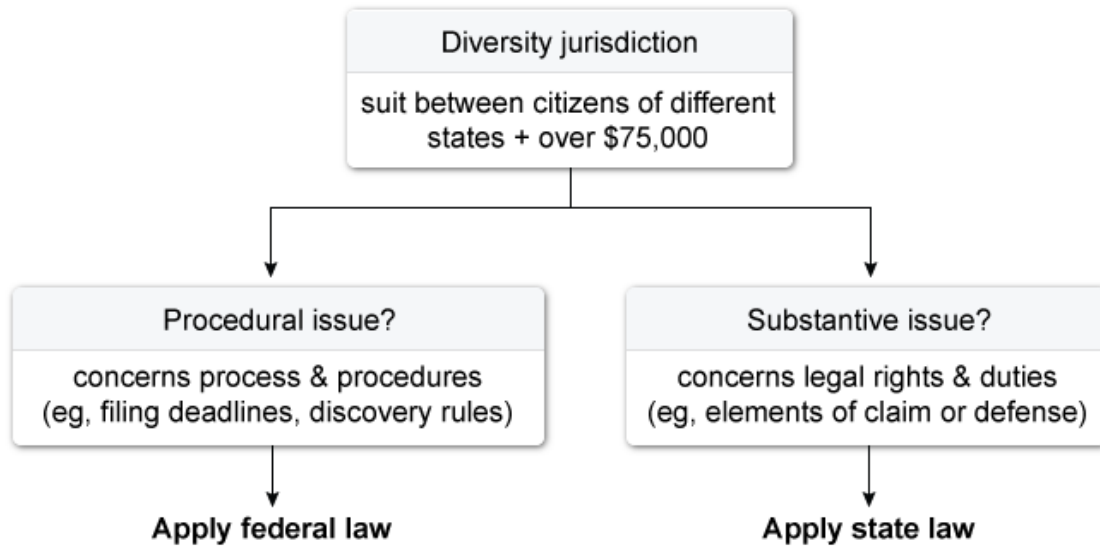 Diversity jurisdiction
suit between citizens of different
states + over $75,000
Procedural issue?
concerns process & procedures
(eg, filing deadlines, discovery rules)
Apply federal law
Substantive issue?
concerns legal rights & duties
(eg, elements of claim or defense)
Apply state law